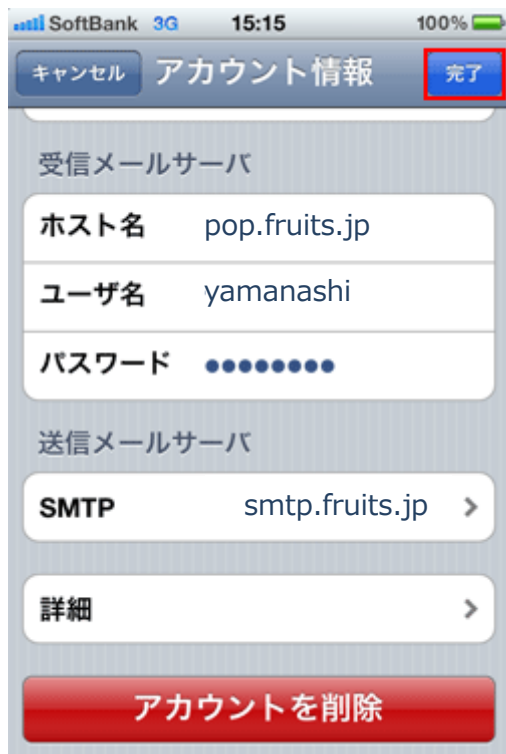 SoftBank 3G 15:15 100%
キャンセル アカウント情報 完了
受信メールサーバ
ホスト名 pop.fruits.jp
ユーザ名 yamanashi
パスワード ●●●●●●●●
送信メールサーバ
SMTP smtp.fruits.jp
詳細
アカウントを削除